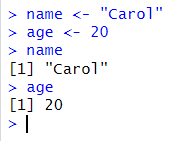 > name <- "Carol"
> age <- 20
> name
[1] "Carol"
> age
[1] 20
>